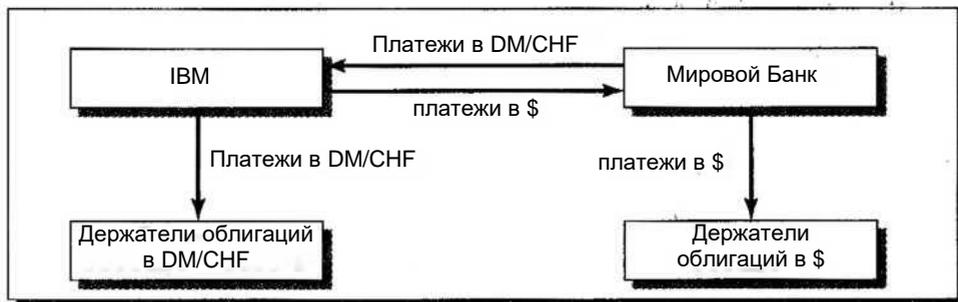 Платежи в DM/CHF
IBM
Мировой Банк
платежи в $
Платежи в DM/CHF
платежи в $
Держатели облигаций
в DM/CHF
Держатели
облигаций в $